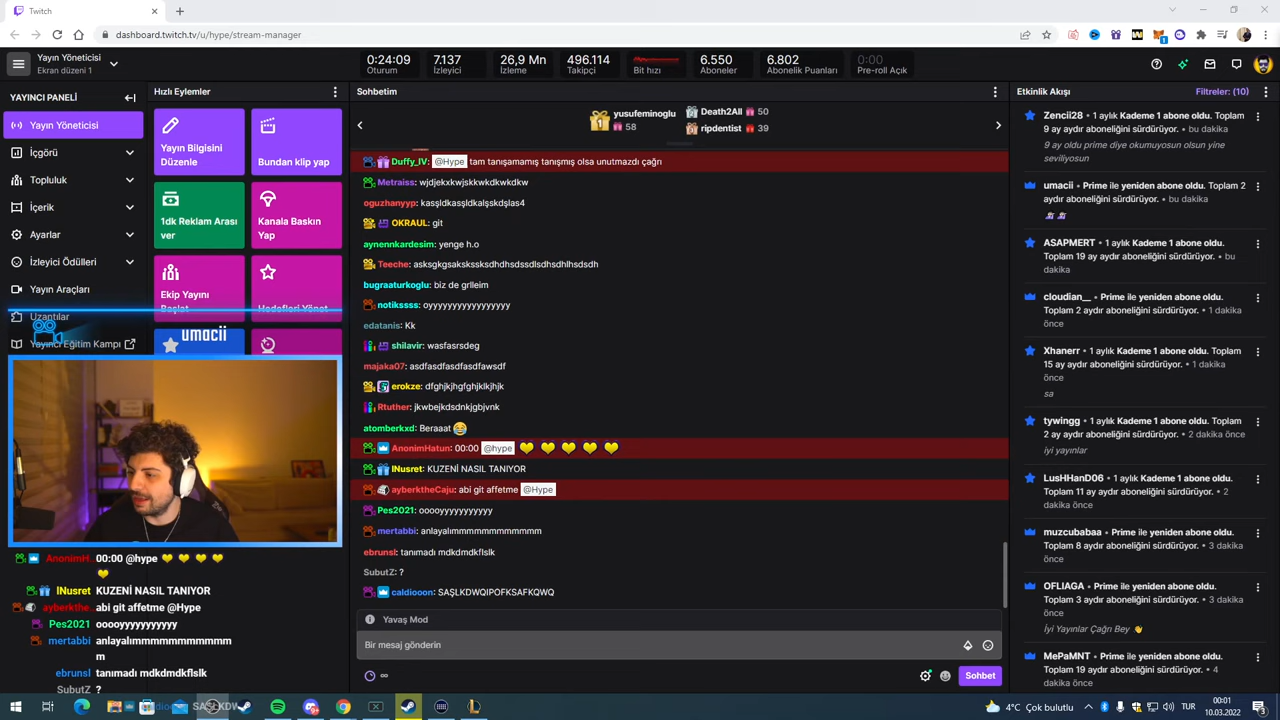 Twitch
dashboard.twitch.tv/u/hype/stream-manager
Yayın Yöneticisi
Ekran düzeni 1
0:24:09
Oturum
7.137
İzleyici
26,9 Mn
İzleme
496.114
Takipçi
Bit hızı
6.550
Aboneler
6.802
Abonelik Puanları
0:00
Pre-roll Açık
YAYINCI PANELİ
Yayın Yöneticisi
İçgörü
Topluluk
İçerik
Ayarlar
İzleyici Ödülleri
Yayın Araçları
Uzantılar
Yayıncı Eğitim Kampı
Hızlı Eylemler
Yayın Bilgisini
Düzenle
Bundan klip yap
1dk Reklam Arası
ver
Kanala Baskın
Yap
Ekip Yayını
Başlat
Hedefleri Yönet
umacii
AnonimH.. 00:00 @hype 💛 💛 💛 💛
💛
INusret KUZENİ NASIL TANIYOR
ayberkthe.. abi git affetme @Hype
Pes2021 ooooyyyyyyyyyy
mertabbi anlayalımmmmmmmmmm
m
ebrunsl tanımadı mdkdmdkflslk
SubutZ ?
Sohbetim
yusufeminoglu
58
Death2All 50
ripdentist 39
Duffy_IV: @Hype tam tanışamamış tanışmış olsa unutmazdı çağrı
Metraiss: wjdjekxkwjskkwkdkwkdkw
oguzhanyyp: kasşldkassldkalşskdşlas4
OKRAUL: git
aynennkardesim: yenge h.o
Teeche: asksgkgsakskssksdhdhsdssdlsdhsdhlhsdsdh
bugraaturkoglu: biz de grlleim
notikssss: oyyyyyyyyyyyyyyyyy
edatanis: Kk
shilavir: wasfasrsdeg
majaka07: asdfasdfasdfasdfawsdf
erokze: dfghjkjhgfghjklkjhjk
Rtuther: jkwbejkdsdnkjgbjvnk
atomberkxd: Beraaat 😂
AnonimHatun: 00:00 @hype 💛 💛 💛 💛 💛
INusret: KUZENİ NASIL TANIYOR
ayberktheCaju: abi git affetme @Hype
Pes2021: ooooyyyyyyyyyy
mertabbi: anlayalımmmmmmmmmmm
ebrunsl: tanımadı mdkdmdkflslk
SubutZ: ?
caldiooon: SAŞLKDWQIPOFKSAFKQWQ
Yavaş Mod
Bir mesaj gönderin
Sohbet
Etkinlik Akışı
Filtreler: (10)
Zencii28 • 1 aylık Kademe 1 abone oldu. Toplam
9 ay aydır aboneliğini sürdürüyor. • bu dakika
9 ay oldu prime diye okumuyosun olsun yine
seviliyosun
umacii • Prime ile yeniden abone oldu. Toplam 2
aydır aboneliğini sürdürüyor. • bu dakika
ASAPMERT • 1 aylık Kademe 1 abone oldu.
Toplam 19 ay aydır aboneliğini sürdürüyor. • bu
dakika
cloudian__ • Prime ile yeniden abone oldu.
Toplam 2 aydır aboneliğini sürdürüyor. • 1 dakika
önce
Xhanerr • 1 aylık Kademe 1 abone oldu. Toplam
15 ay aydır aboneliğini sürdürüyor. • 1 dakika
önce
sa
tywingg • 1 aylık Kademe 1 abone oldu. Toplam
2 ay aydır aboneliğini sürdürüyor. • 2 dakika önce
iyi yayınlar
LusHHanD06 • 1 aylık Kademe 1 abone oldu.
Toplam 11 ay aydır aboneliğini sürdürüyor. • 2
dakika önce
muzcubabaa • Prime ile yeniden abone oldu.
Toplam 8 aydır aboneliğini sürdürüyor. • 3 dakika
önce
OFLIAGA • Prime ile yeniden abone oldu.
Toplam 3 aydır aboneliğini sürdürüyor. • 3 dakika
önce
İyi Yayınlar Çağrı Bey 👋
MePaMNT • Prime ile yeniden abone oldu.
Toplam 19 aydır aboneliğini sürdürüyor. • 4
dakika önce
4°C Çok bulutlu
00:01
10.03.2022